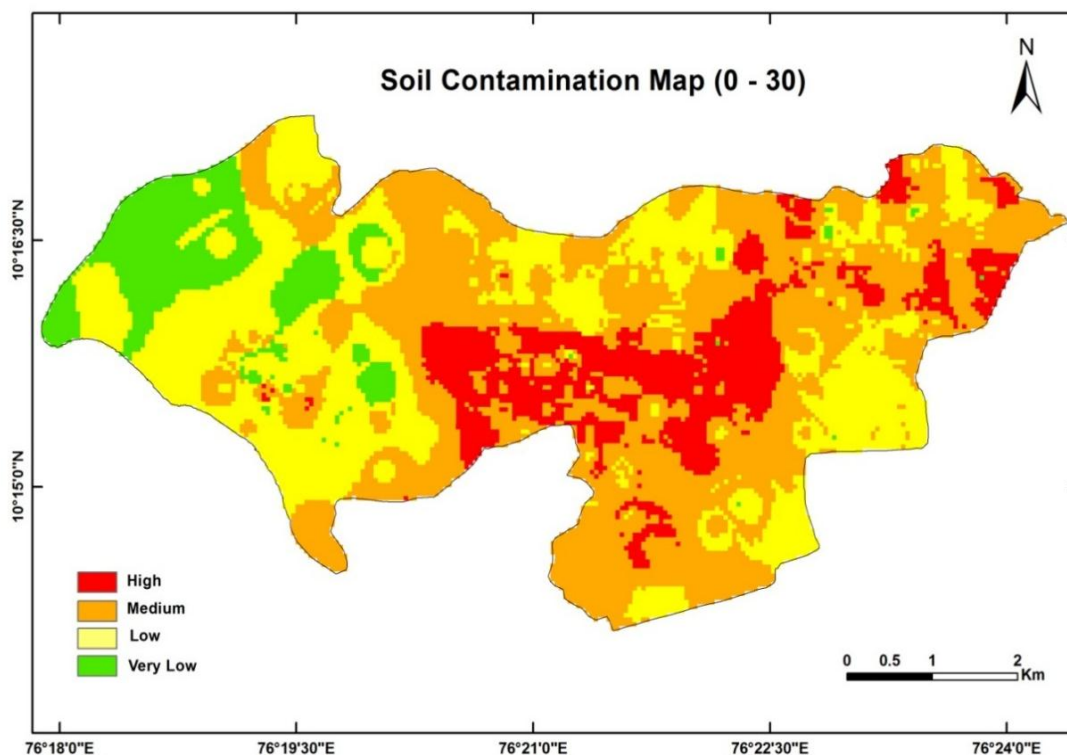 N
Soil Contamination Map (0 - 30)
10°16'30"N
10°15'0"N
High
Medium
Low
Very Low
0 0.5 1 2
Km
76°18'0"E 76°19'30"E 76°21'0"E 76°22'30"E 76°24'0"E